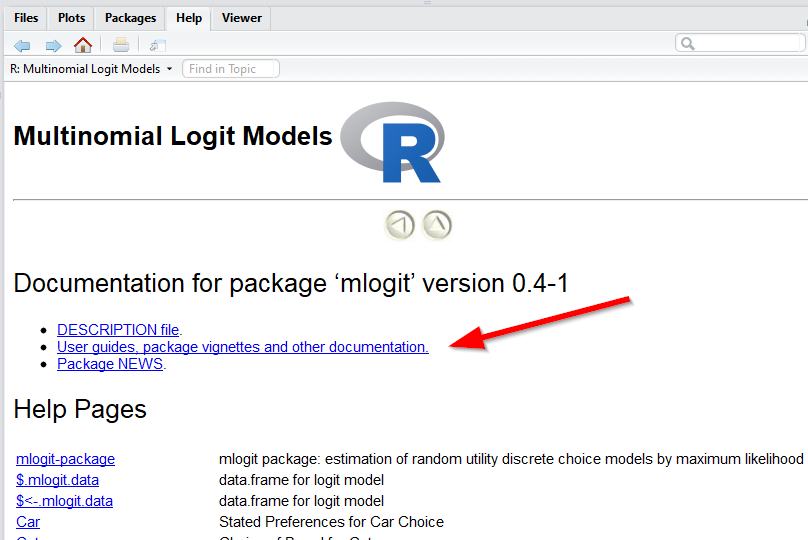 Files Plots Packages Help Viewer
R: Multinomial Logit Models Find in Topic
Multinomial Logit Models R
Documentation for package ‘mlogit’ version 0.4-1
DESCRIPTION file.
User guides, package vignettes and other documentation.
Package NEWS.
Help Pages
mlogit-package mlogit package: estimation of random utility discrete choice models by maximum likelihood
$.mlogit.data data.frame for logit model
$<-.mlogit.data data.frame for logit model
Car Stated Preferences for Car Choice